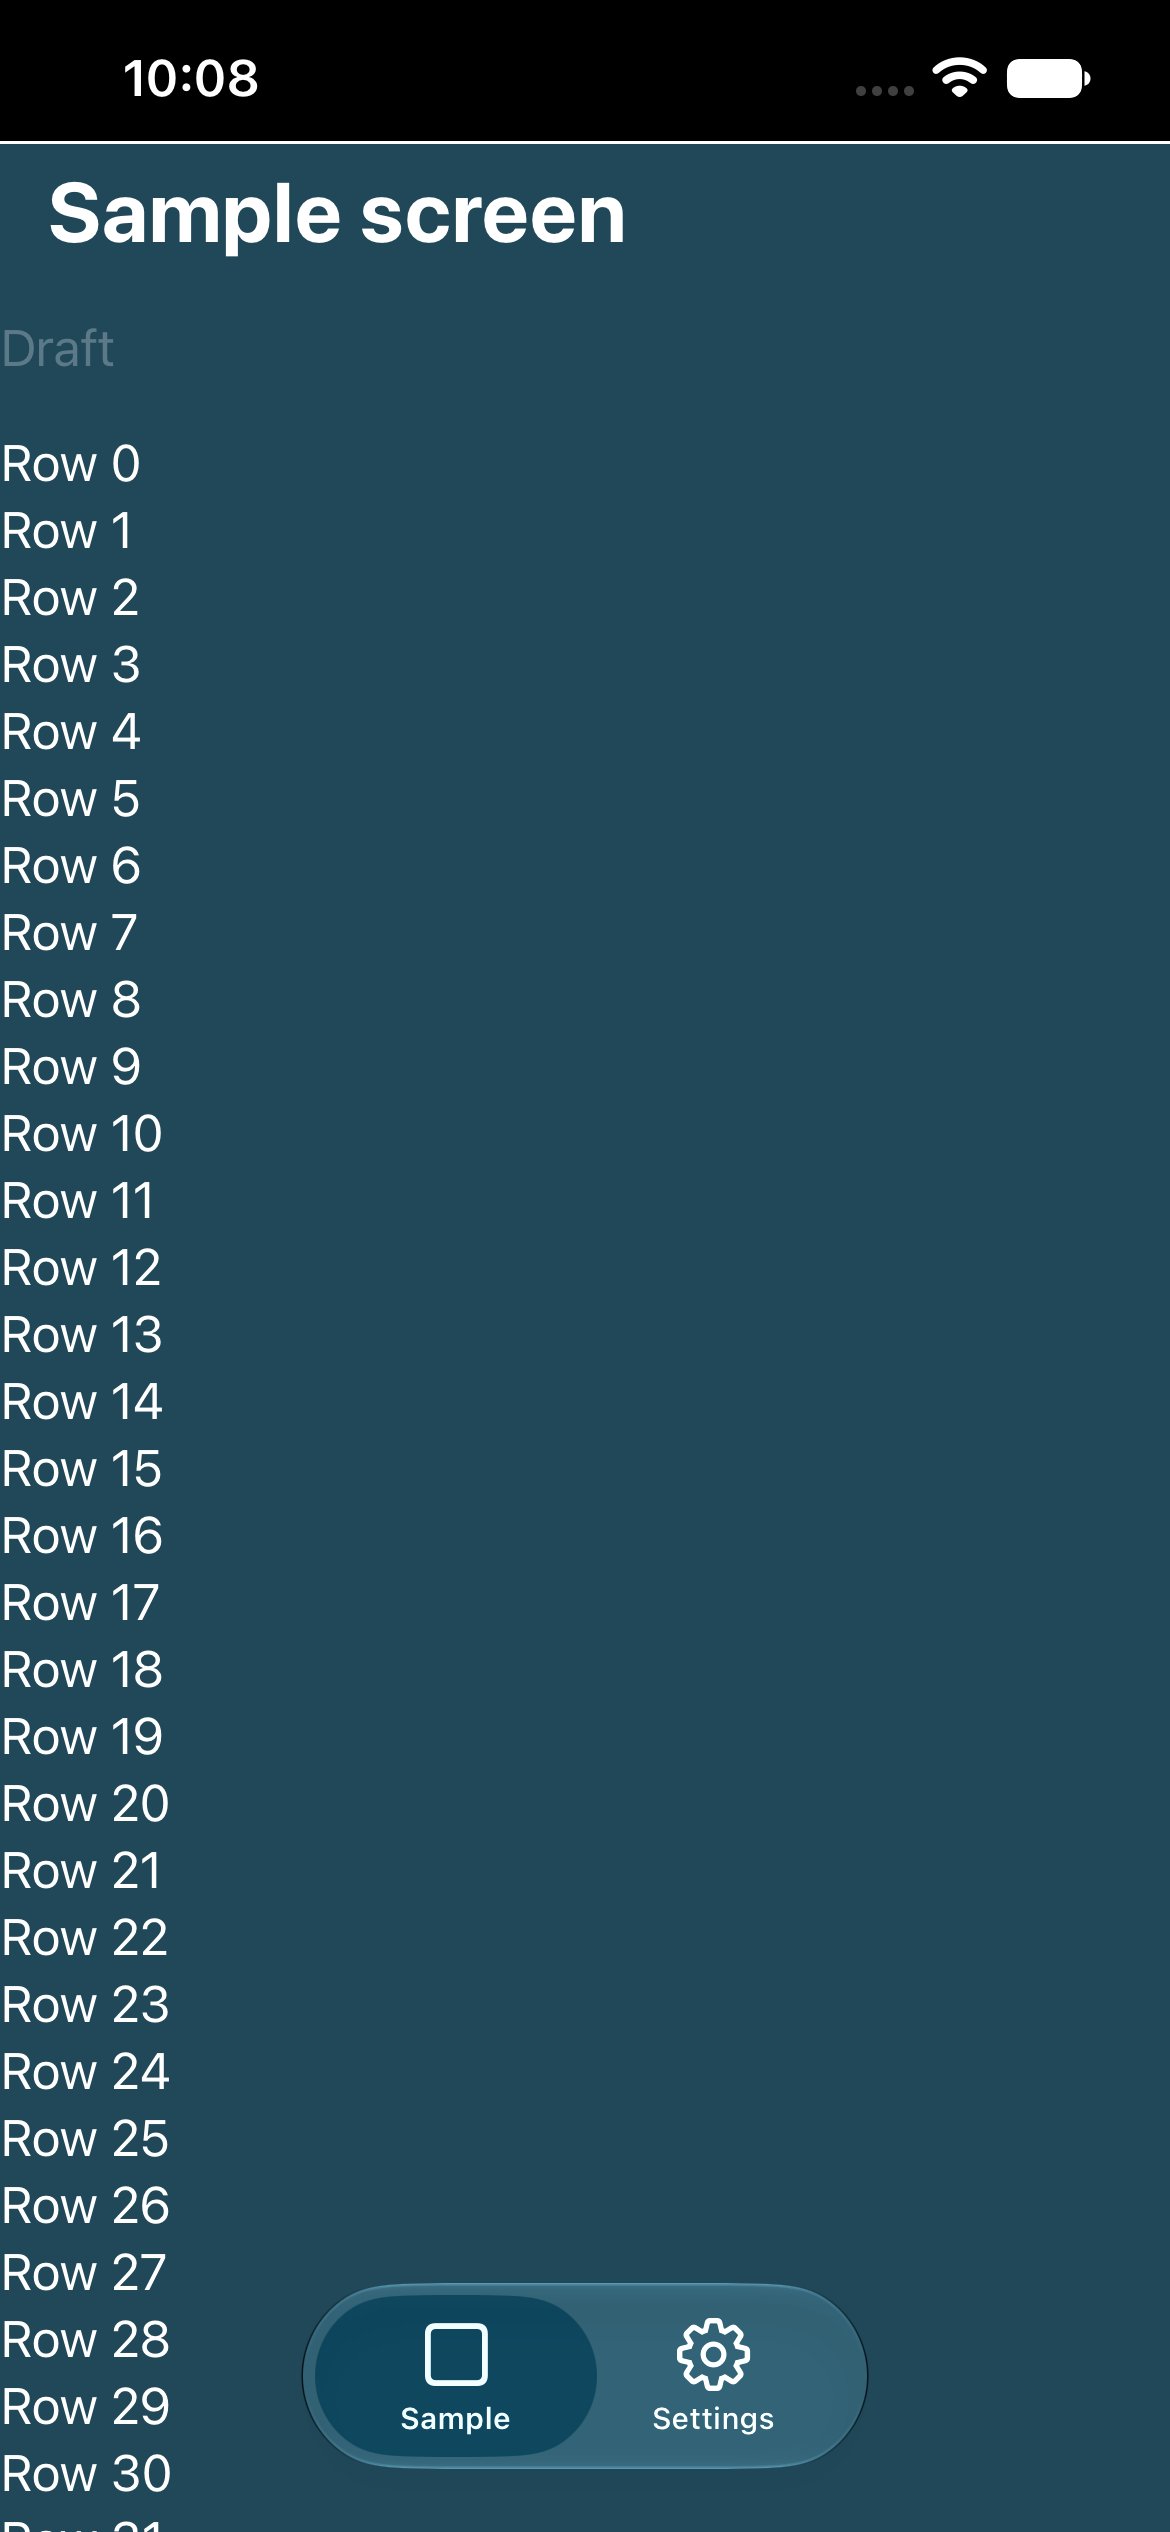 10:08
Sample screen
Draft
Row 0
Row 1
Row 2
Row 3
Row 4
Row 5
Row 6
Row 7
Row 8
Row 9
Row 10
Row 11
Row 12
Row 13
Row 14
Row 15
Row 16
Row 17
Row 18
Row 19
Row 20
Row 21
Row 22
Row 23
Row 24
Row 25
Row 26
Row 27
Row 28
Row 29
Row 30
Row 31
Sample
Settings